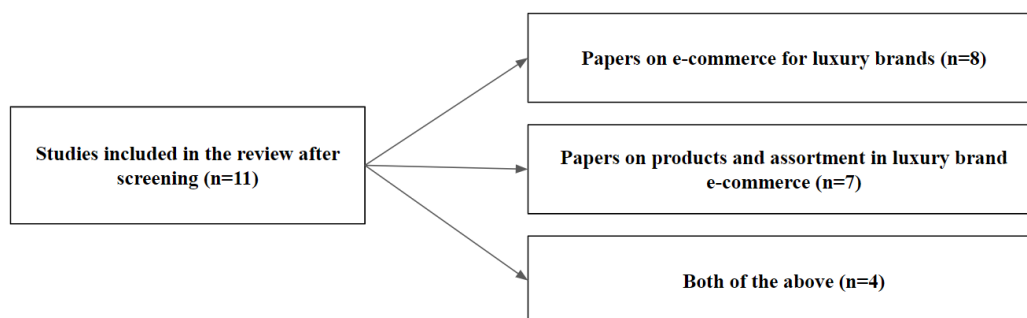 Papers on e-commerce for luxury brands (n=8)
Studies included in the review after
screening (n=11)
Papers on products and assortment in luxury brand
e-commerce (n=7)
Both of the above (n=4)